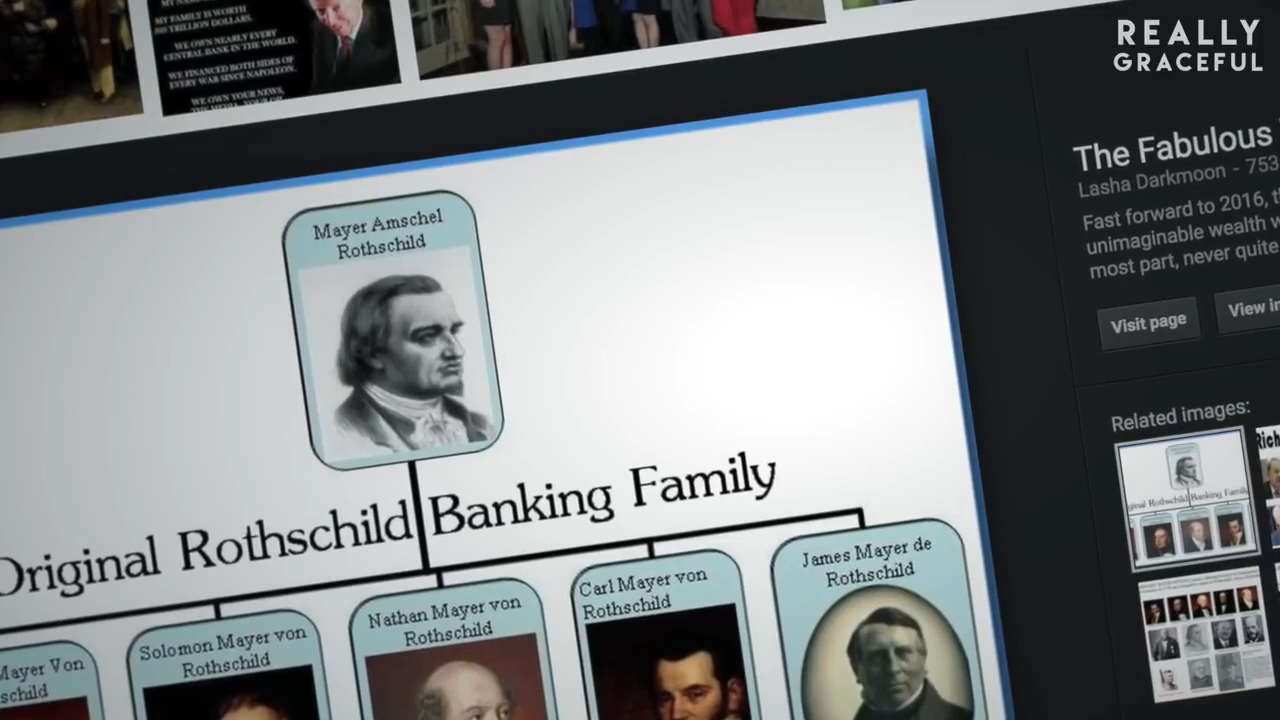 MY FAMILY IS WORTH
TRILLION DOLLARS.
WE OWN NEARLY EVERY
CENTRAL BANK IN THE WORLD.
WE FINANCED BOTH SIDES OF
EVERY WAR SINCE NAPOLEON.
WE OWN YOUR NEWS,
REALLY
GRACEFUL
The Fabulous
Lasha Darkmoon - 753
Fast forward to 2016,
unimaginable wealth
most part, never quite
Visit page
View
Related images:
Mayer Amschel
Rothschild
Original Rothschild Banking Family
Mayer Von
schild
Solomon Mayer von
Rothschild
Nathan Mayer von
Rothschild
Carl Mayer von
Rothschild
James Mayer de
Rothschild